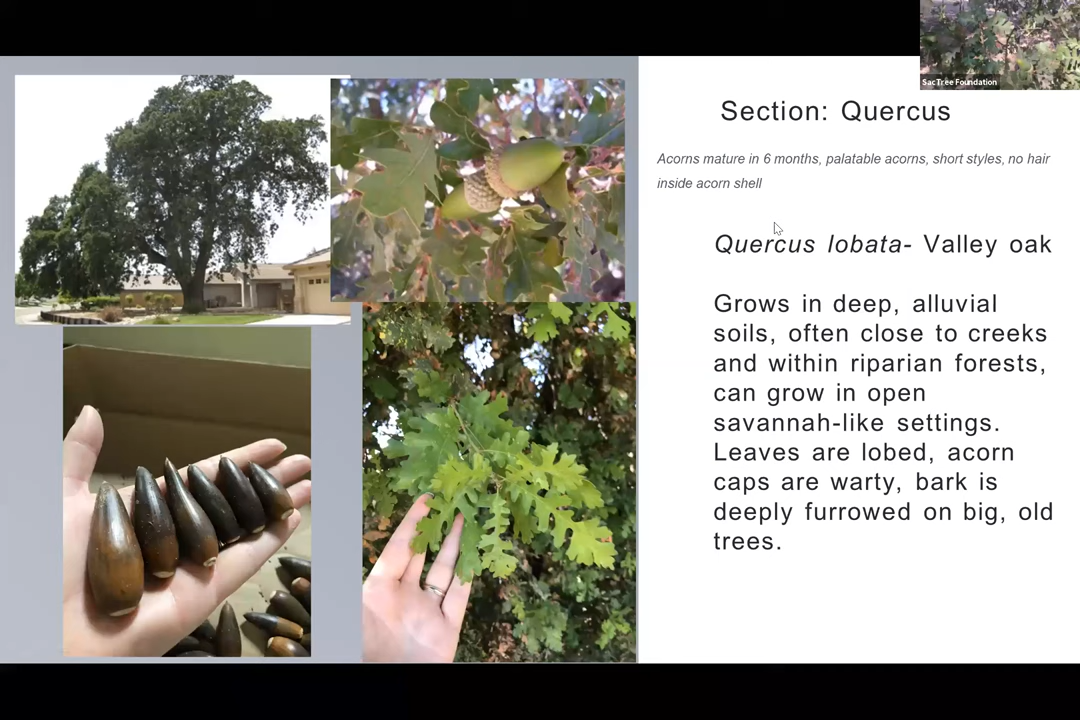 SacTree Foundation
Section: Quercus
Acorns mature in 6 months, palatable acorns, short styles, no hair
inside acorn shell
Quercus lobata- Valley oak
Grows in deep, alluvial
soils, often close to creeks
and within riparian forests,
can grow in open
savannah-like settings.
Leaves are lobed, acorn
caps are warty, bark is
deeply furrowed on big, old
trees.